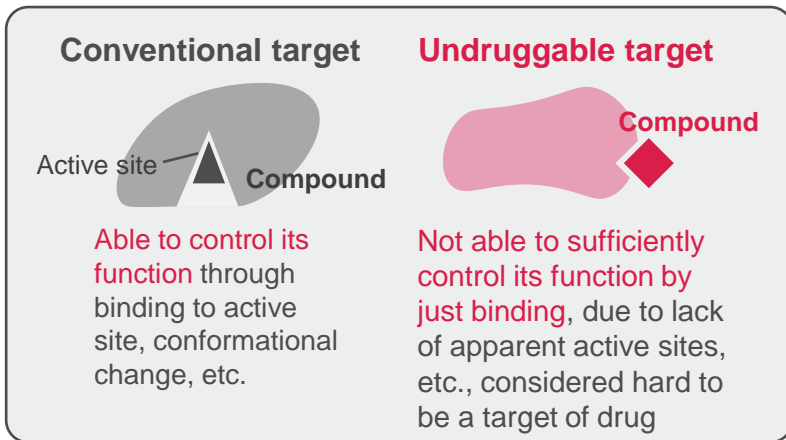 Conventional target
Active site
Compound
Able to control its
function through
binding to active
site, conformational
change, etc.
Undruggable target
Compound
Not able to sufficiently
control its function by
just binding, due to lack
of apparent active sites,
etc., considered hard to
be a target of drug